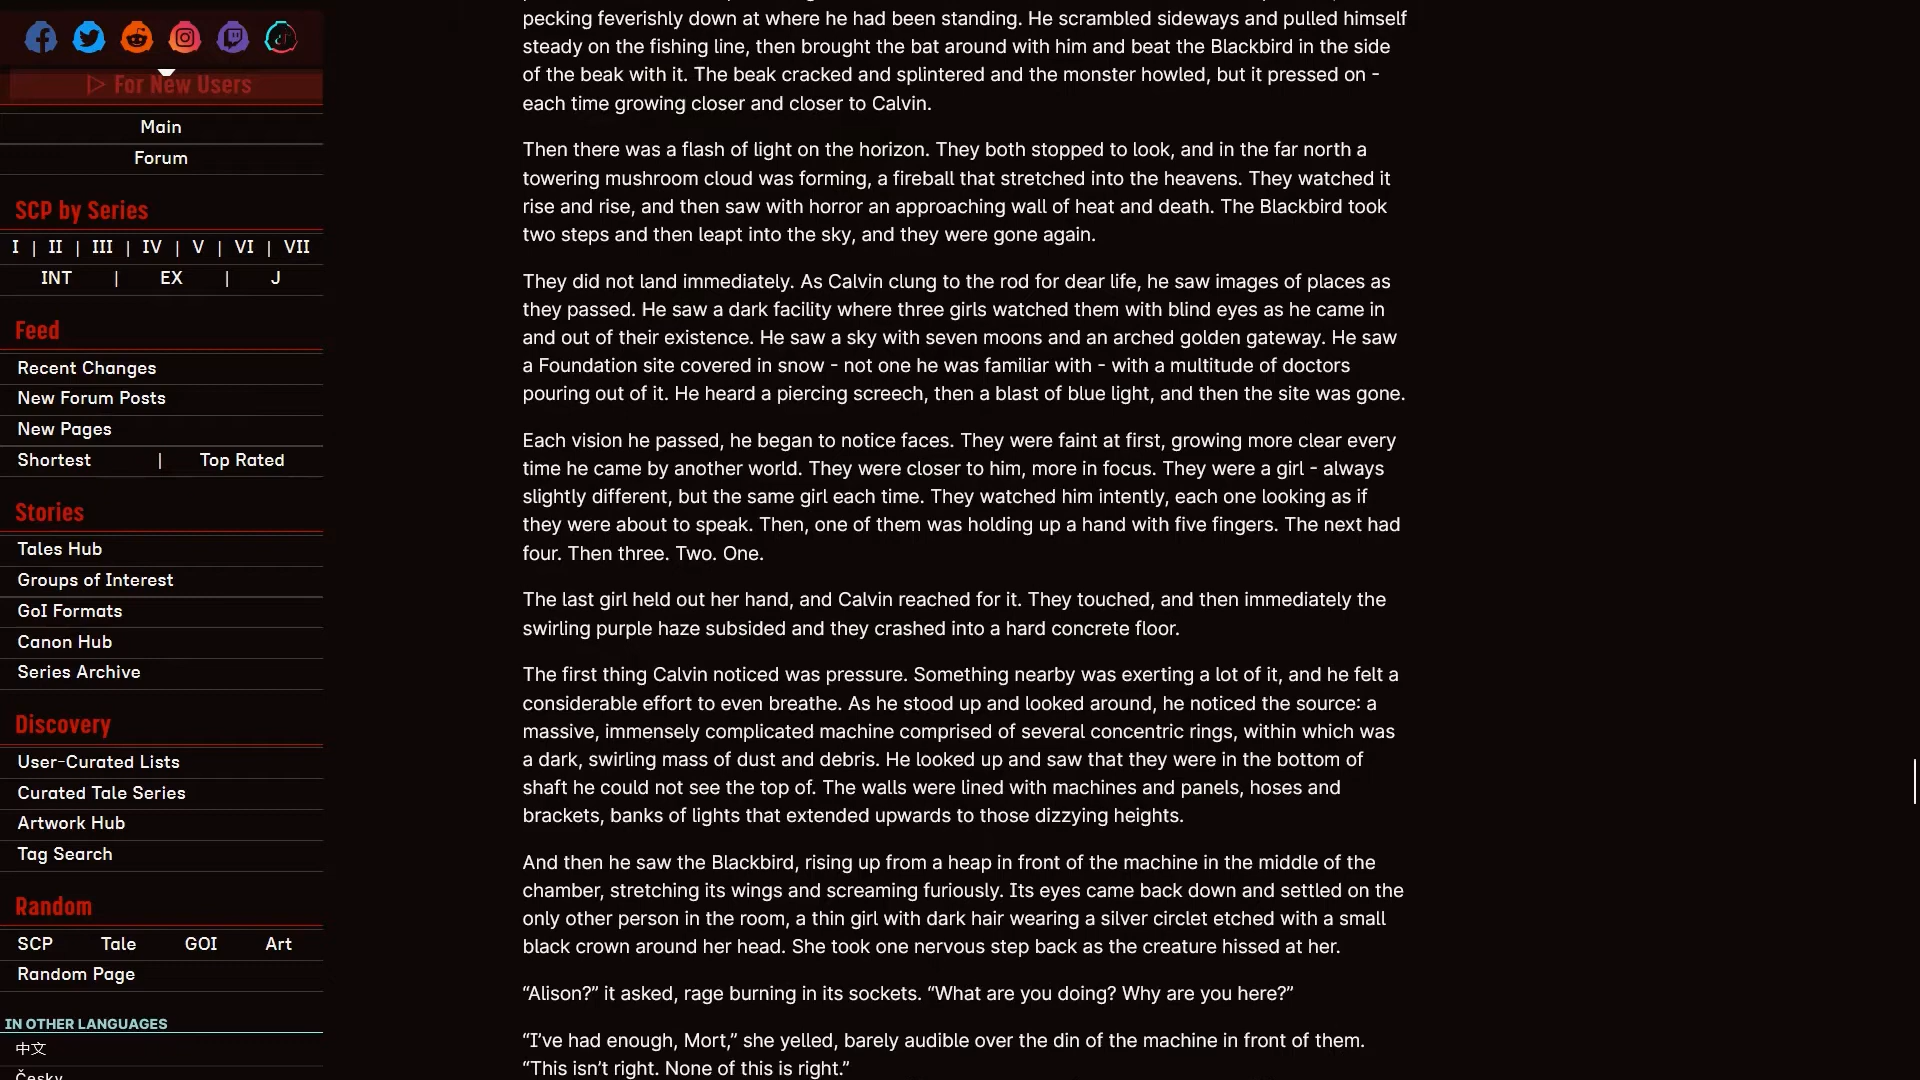 ▷ For New Users
Main
Forum
SCP by Series
I | II | III | IV | V | VI | VII
INT | EX | J
Feed
Recent Changes
New Forum Posts
New Pages
Shortest | Top Rated
Stories
Tales Hub
Groups of Interest
GoI Formats
Canon Hub
Series Archive
Discovery
User-Curated Lists
Curated Tale Series
Artwork Hub
Tag Search
Random
SCP Tale GOI Art
Random Page
IN OTHER LANGUAGES
中文
Česky
pecking feverishly down at where he had been standing. He scrambled sideways and pulled himself
steady on the fishing line, then brought the bat around with him and beat the Blackbird in the side
of the beak with it. The beak cracked and splintered and the monster howled, but it pressed on -
each time growing closer and closer to Calvin.
Then there was a flash of light on the horizon. They both stopped to look, and in the far north a
towering mushroom cloud was forming, a fireball that stretched into the heavens. They watched it
rise and rise, and then saw with horror an approaching wall of heat and death. The Blackbird took
two steps and then leapt into the sky, and they were gone again.
They did not land immediately. As Calvin clung to the rod for dear life, he saw images of places as
they passed. He saw a dark facility where three girls watched them with blind eyes as he came in
and out of their existence. He saw a sky with seven moons and an arched golden gateway. He saw
a Foundation site covered in snow - not one he was familiar with - with a multitude of doctors
pouring out of it. He heard a piercing screech, then a blast of blue light, and then the site was gone.
Each vision he passed, he began to notice faces. They were faint at first, growing more clear every
time he came by another world. They were closer to him, more in focus. They were a girl - always
slightly different, but the same girl each time. They watched him intently, each one looking as if
they were about to speak. Then, one of them was holding up a hand with five fingers. The next had
four. Then three. Two. One.
The last girl held out her hand, and Calvin reached for it. They touched, and then immediately the
swirling purple haze subsided and they crashed into a hard concrete floor.
The first thing Calvin noticed was pressure. Something nearby was exerting a lot of it, and he felt a
considerable effort to even breathe. As he stood up and looked around, he noticed the source: a
massive, immensely complicated machine comprised of several concentric rings, within which was
a dark, swirling mass of dust and debris. He looked up and saw that they were in the bottom of
shaft he could not see the top of. The walls were lined with machines and panels, hoses and
brackets, banks of lights that extended upwards to those dizzying heights.
And then he saw the Blackbird, rising up from a heap in front of the machine in the middle of the
chamber, stretching its wings and screaming furiously. Its eyes came back down and settled on the
only other person in the room, a thin girl with dark hair wearing a silver circlet etched with a small
black crown around her head. She took one nervous step back as the creature hissed at her.
“Alison?” it asked, rage burning in its sockets. “What are you doing? Why are you here?”
“I’ve had enough, Mort,” she yelled, barely audible over the din of the machine in front of them.
“This isn’t right. None of this is right.”